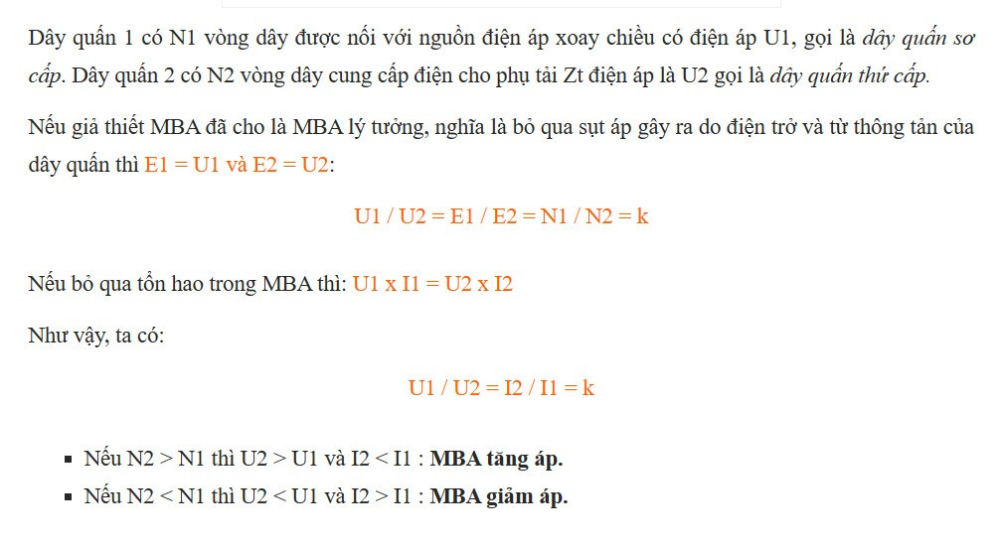 Dây quấn 1 có N1 vòng dây được nối với nguồn điện áp xoay chiều có điện áp U1, gọi là dây quấn sơ
cấp. Dây quấn 2 có N2 vòng dây cung cấp điện cho phụ tải Zt điện áp là U2 gọi là dây quấn thứ cấp.
Nếu giả thiết MBA đã cho là MBA lý tưởng, nghĩa là bỏ qua sụt áp gây ra do điện trở và từ thông tản của
dây quấn thì E1 = U1 và E2 = U2:
U1 / U2 = E1 / E2 = N1 / N2 = k
Nếu bỏ qua tổn hao trong MBA thì: U1 x I1 = U2 x I2
Như vậy, ta có:
U1 / U2 = I2 / I1 = k
▪ Nếu N2 > N1 thì U2 > U1 và I2 < I1 : MBA tăng áp.
▪ Nếu N2 < N1 thì U2 < U1 và I2 > I1 : MBA giảm áp.